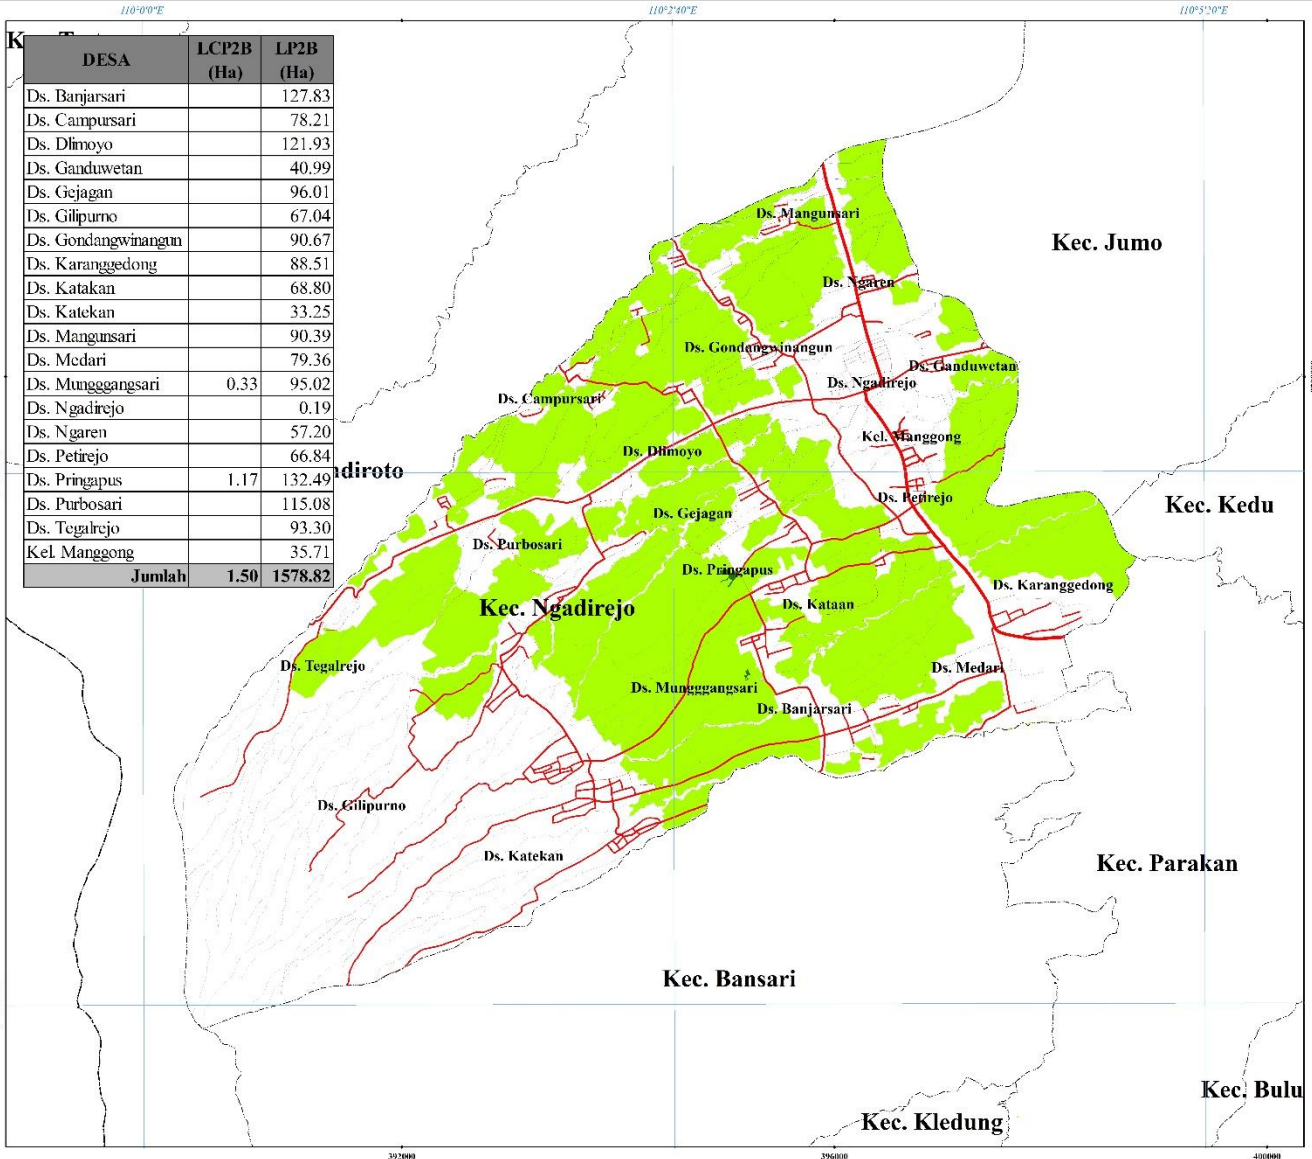 110°0'0"E 110°2'40"E 110°5'20"E
DESA LCP2B (Ha) LP2B (Ha)
Ds. Banjarsari 127.83
Ds. Campursari 78.21
Ds. Dlimoyo 121.93
Ds. Ganduwetan 40.99
Ds. Gejagan 96.01
Ds. Gilipurno 67.04
Ds. Gondangwinangun 90.67
Ds. Karanggedong 88.51
Ds. Katakan 68.80
Ds. Katekan 33.25
Ds. Mangunsari 90.39
Ds. Medari 79.36
Ds. Mungggangsari 0.33 95.02
Ds. Ngadirejo 0.19
Ds. Ngaren 57.20
Ds. Petirejo 66.84
Ds. Pringapus 1.17 132.49
Ds. Purbosari 115.08
Ds. Tegalrejo 93.30
Kel. Manggong 35.71
Jumlah 1.50 1578.82
Ds. Mangunsari
Kec. Jumo
Ds. Ngaren
Ds. Gondangwinangun
Ds. Ganduwetan
Ds. Ngadirejo
Ds. Campursari
Kel. Manggong
Ds. Dlimoyo
ndiroto
Ds. Petirejo
Kec. Kedu
Ds. Gejagan
Ds. Purbosari
Ds. Pringapus
Ds. Karanggedong
Kec. Ngadirejo
Ds. Kataan
Ds. Tegalrejo
Ds. Medari
Ds. Mungggangsari
Ds. Banjarsari
Ds. Gilipurno
Ds. Katekan
Kec. Parakan
Kec. Bansari
Kec. Bulu
Kec. Kledung
392000 396000 400000